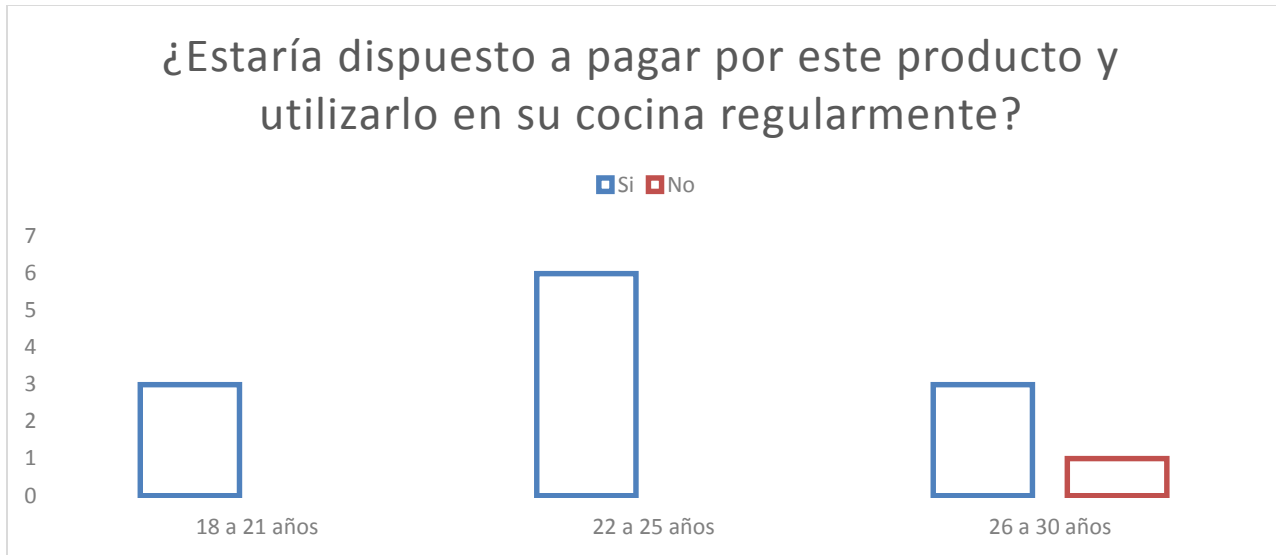 ¿Estaría dispuesto a pagar por este producto y
utilizarlo en su cocina regularmente?
Si No
7
6
5
4
3
2
1
0
18 a 21 años 22 a 25 años 26 a 30 años